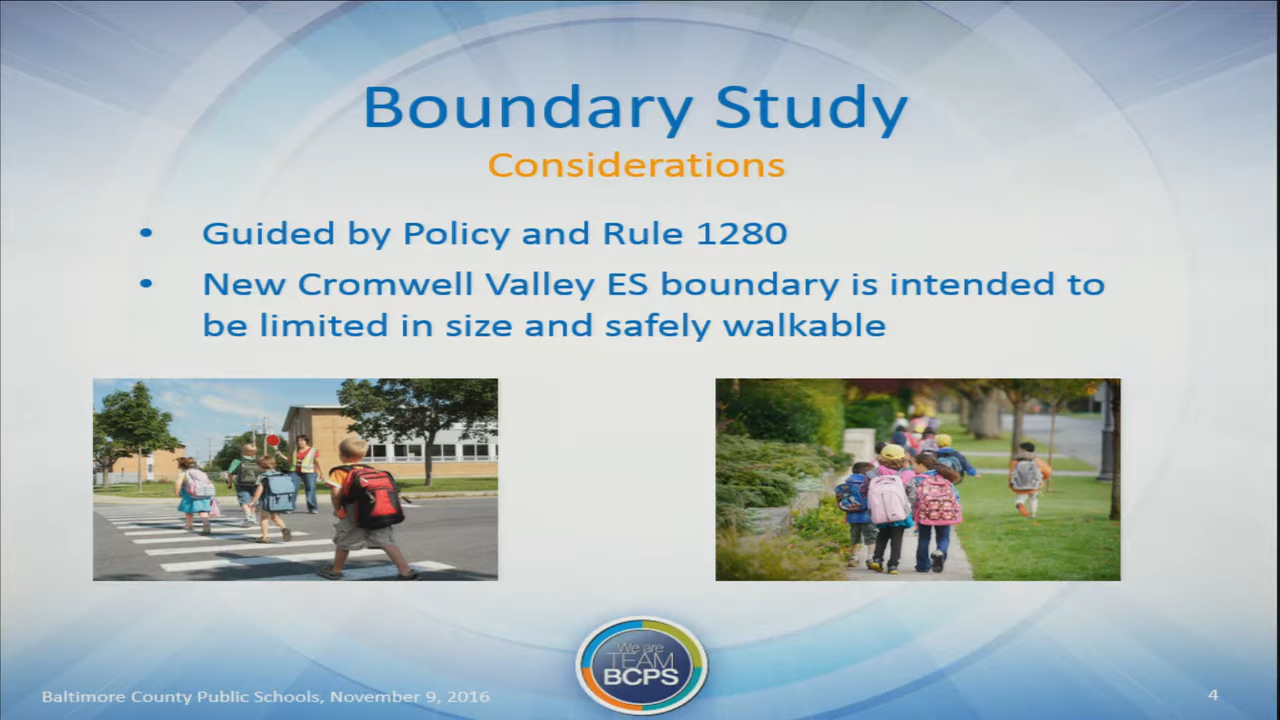 Boundary Study
Considerations
• Guided by Policy and Rule 1280
• New Cromwell Valley ES boundary is intended to
be limited in size and safely walkable
We are
TEAM
BCPS
Baltimore County Public Schools, November 9, 2016
4